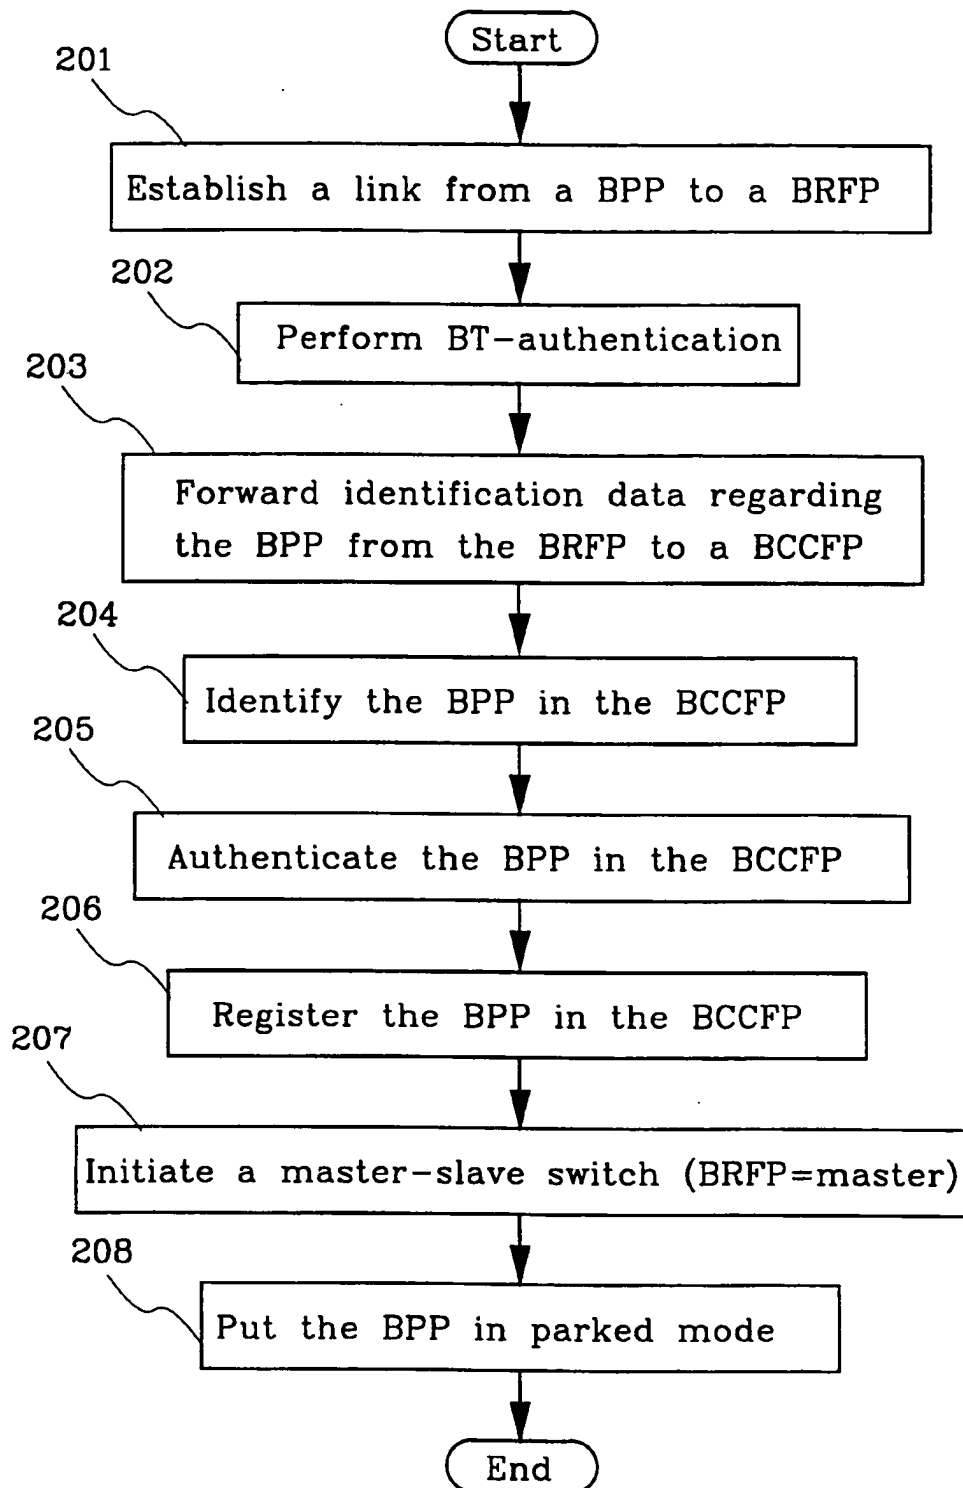 Start
201
Establish a link from a BPP to a BRFP
202
Perform BT-authentication
203
Forward identification data regarding
the BPP from the BRFP to a BCCFP
204
Identify the BPP in the BCCFP
205
Authenticate the BPP in the BCCFP
206
Register the BPP in the BCCFP
207
Initiate a master-slave switch (BRFP=master)
208
Put the BPP in parked mode
End